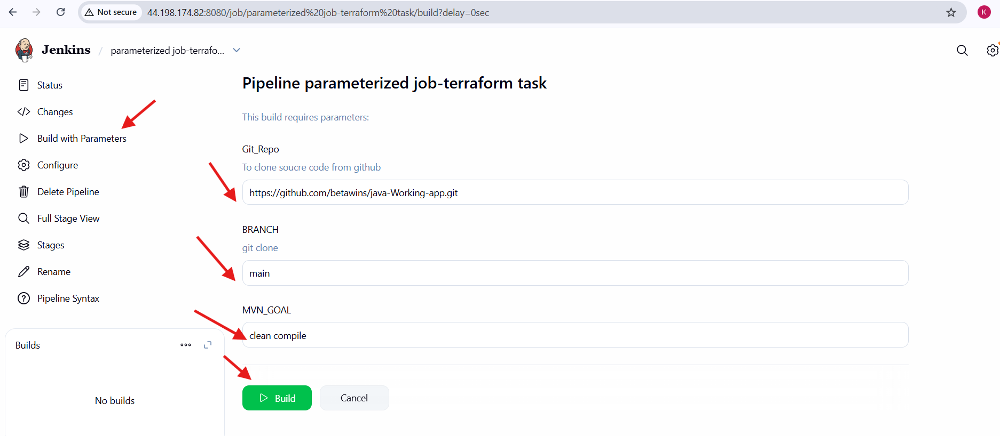 Not secure 44.198.174.82:8080/job/parameterized%20job-terraform%20task/build?delay=0sec
K
Jenkins / parameterized job-terrafo...
Status
Changes
Build with Parameters
Configure
Delete Pipeline
Full Stage View
Stages
Rename
Pipeline Syntax
Builds
No builds
Pipeline parameterized job-terraform task
This build requires parameters:
Git_Repo
To clone soucre code from github
https://github.com/betawins/java-Working-app.git
BRANCH
git clone
main
MVN_GOAL
clean compile
Build Cancel